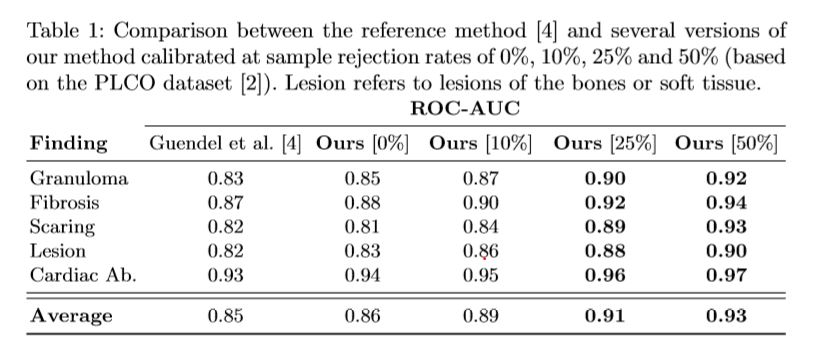 Table 1: Comparison between the reference method [4] and several versions of
our method calibrated at sample rejection rates of 0%, 10%, 25% and 50% (based
on the PLCO dataset [2]). Lesion refers to lesions of the bones or soft tissue.
ROC-AUC
Finding Guendel et al. [4] Ours [0%] Ours [10%] Ours [25%] Ours [50%]
Granuloma 0.83 0.85 0.87 0.90 0.92
Fibrosis 0.87 0.88 0.90 0.92 0.94
Scaring 0.82 0.81 0.84 0.89 0.93
Lesion 0.82 0.83 0.86 0.88 0.90
Cardiac Ab. 0.93 0.94 0.95 0.96 0.97
Average 0.85 0.86 0.89 0.91 0.93